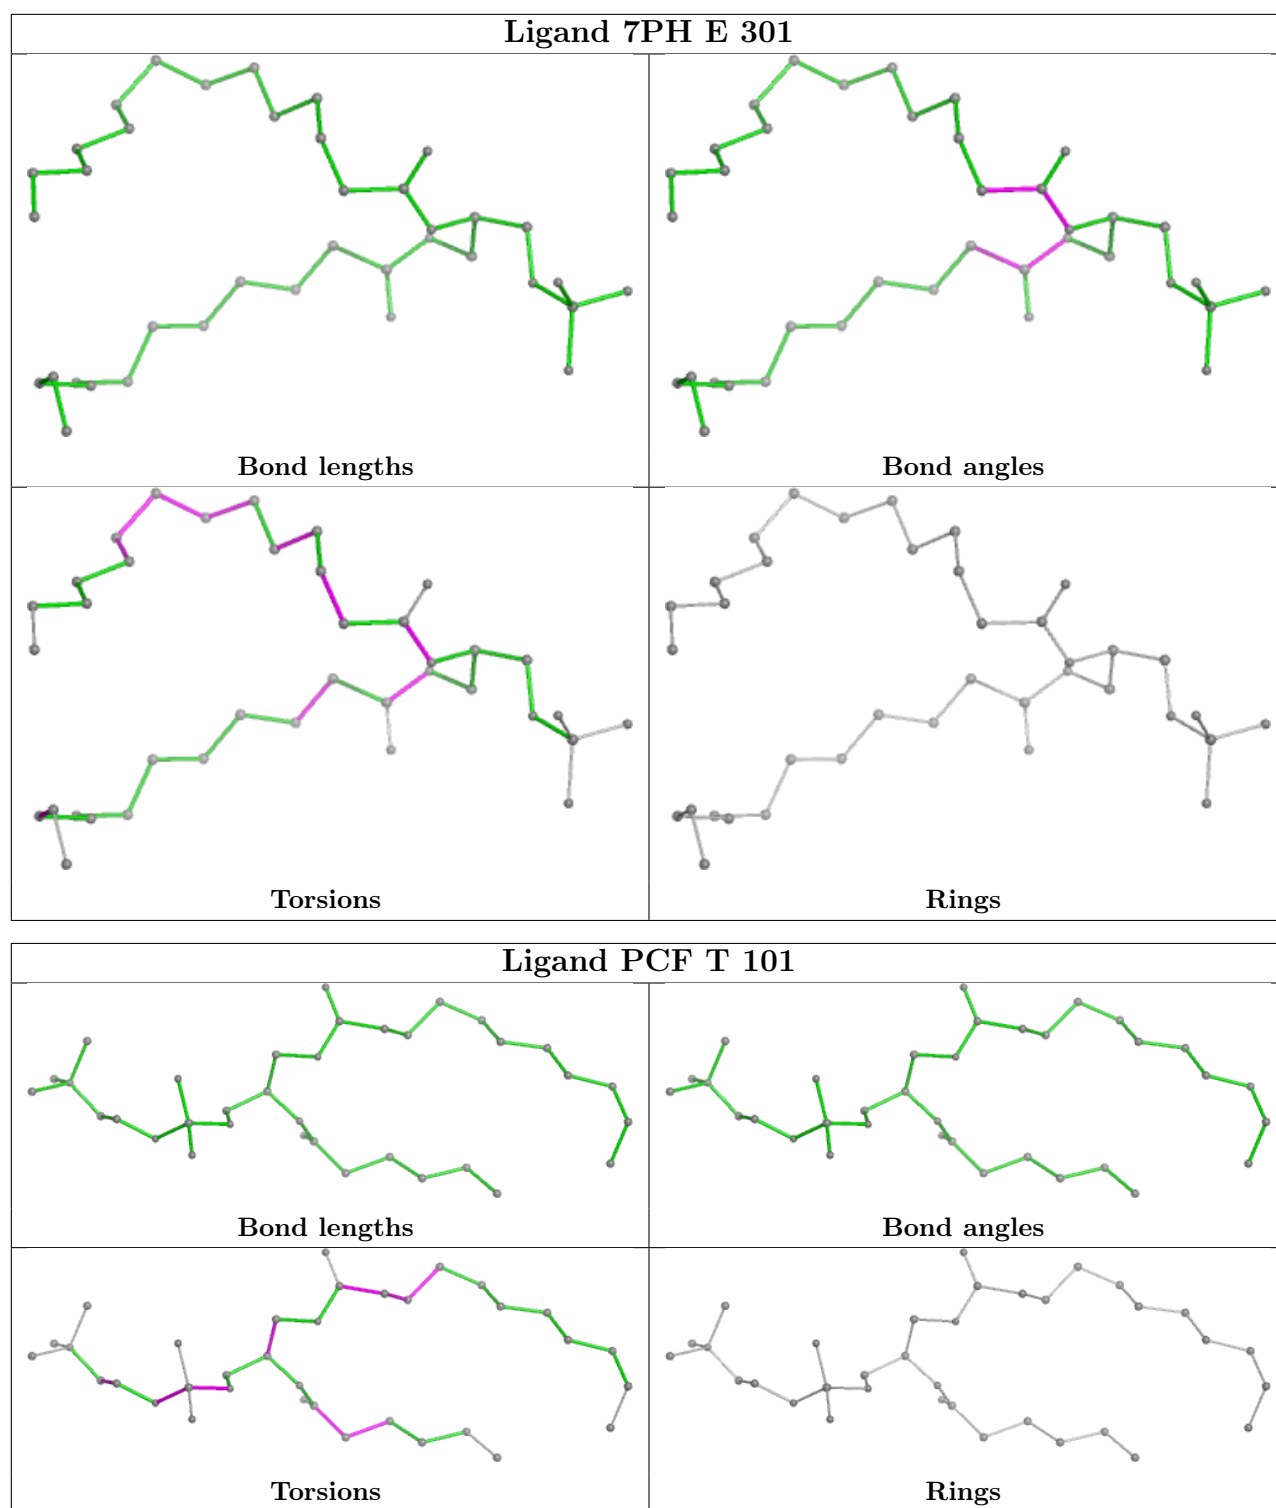 Ligand 7PH E 301
Bond lengths
Bond angles
Torsions
Rings
Ligand PCF T 101
Bond lengths
Bond angles
Torsions
Rings